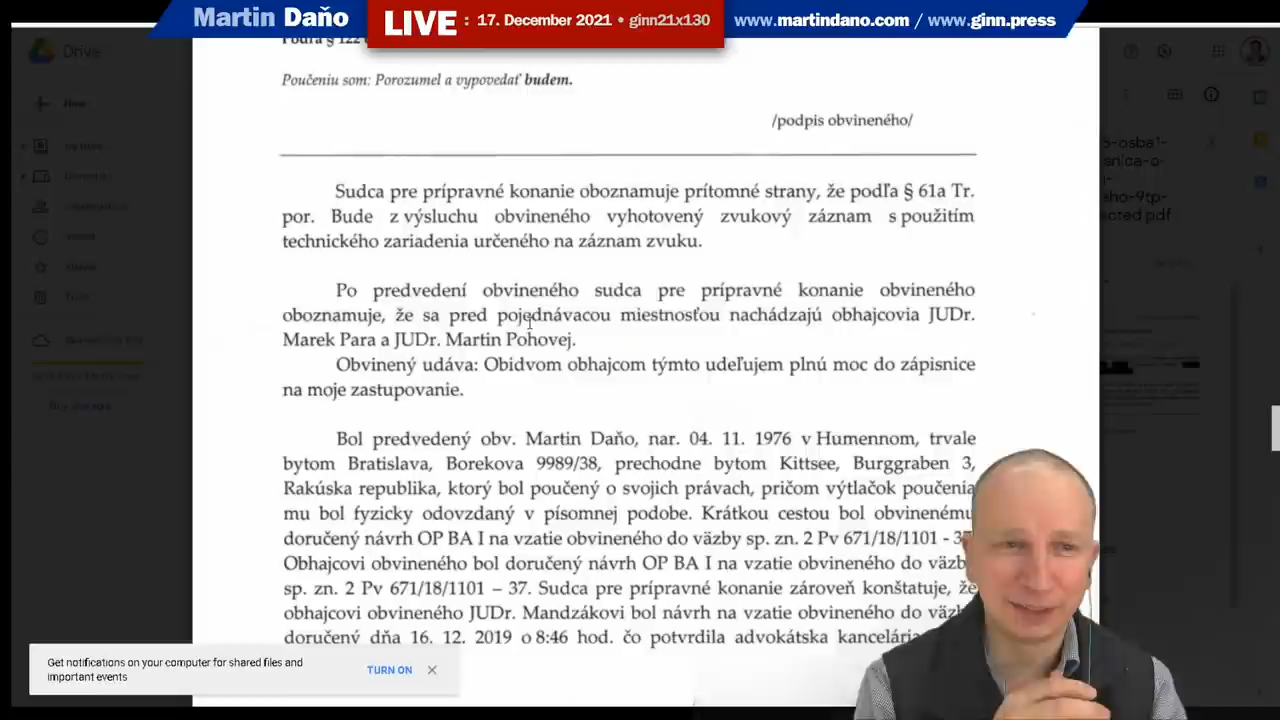 Martin Daňo
LIVE : 17. December 2021 • ginn21x130
www.martindano.com / www.ginn.press
Drive
Podľa § 122
Poučeniu som: Porozumel a vypovedať budem.
/podpis obvineného/
Sudca pre prípravné konanie oboznamuje prítomné strany, že podľa § 61a Tr.
por. Bude z výsluchu obvineného vyhotovený zvukový záznam s použitím
technického zariadenia určeného na záznam zvuku.
Po predvedení obvineného sudca pre prípravné konanie obvineného
oboznamuje, že sa pred pojednávacou miestnosťou nachádzajú obhajcovia JUDr.
Marek Para a JUDr. Martin Pohovej.
Obvinený udáva: Obidvom obhajcom týmto udeľujem plnú moc do zápisnice
na moje zastupovanie.
Bol predvedený obv. Martin Daňo, nar. 04. 11. 1976 v Humennom, trvale
bytom Bratislava, Borekova 9989/38, prechodne bytom Kittsee, Burggraben 3,
Rakúska republika, ktorý bol poučený o svojich právach, pričom výtlačok poučenia
mu bol fyzicky odovzdaný v písomnej podobe. Krátkou cestou bol obvinenému
doručený návrh OP BA I na vzatie obvineného do väzby sp. zn. 2 Pv 671/18/1101 - 37
Obhajcovi obvineného bol doručený návrh OP BA I na vzatie obvineného do väzby
sp. zn. 2 Pv 671/18/1101 – 37. Sudca pre prípravné konanie zároveň konštatuje, že
obhajcovi obvineného JUDr. Mandzákovi bol návrh na vzatie obvineného do väzby
doručený dňa 16. 12. 2019 o 8:46 hod. čo potvrdila advokátska kancelária
Get notifications on your computer for shared files and
important events
TURN ON